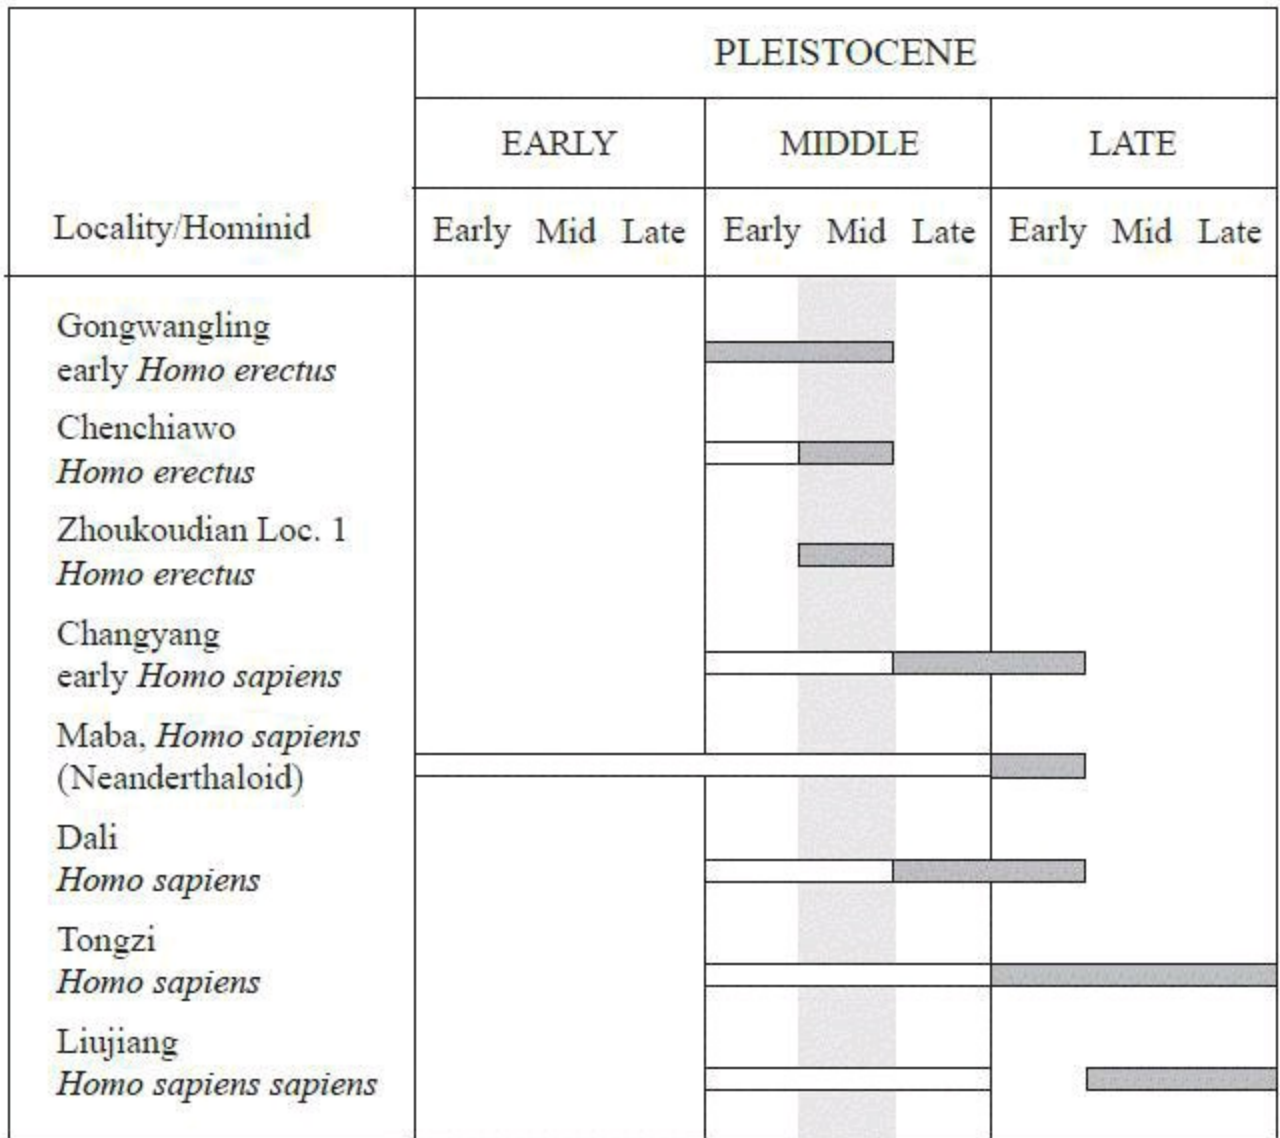 PLEISTOCENE
EARLY MIDDLE LATE
Locality/Hominid Early Mid Late Early Mid Late Early Mid Late
Gongwangling
early Homo erectus
Chenchiawo
Homo erectus
Zhoukoudian Loc. 1
Homo erectus
Changyang
early Homo sapiens
Maba, Homo sapiens
(Neanderthaloid)
Dali
Homo sapiens
Tongzi
Homo sapiens
Liujiang
Homo sapiens sapiens